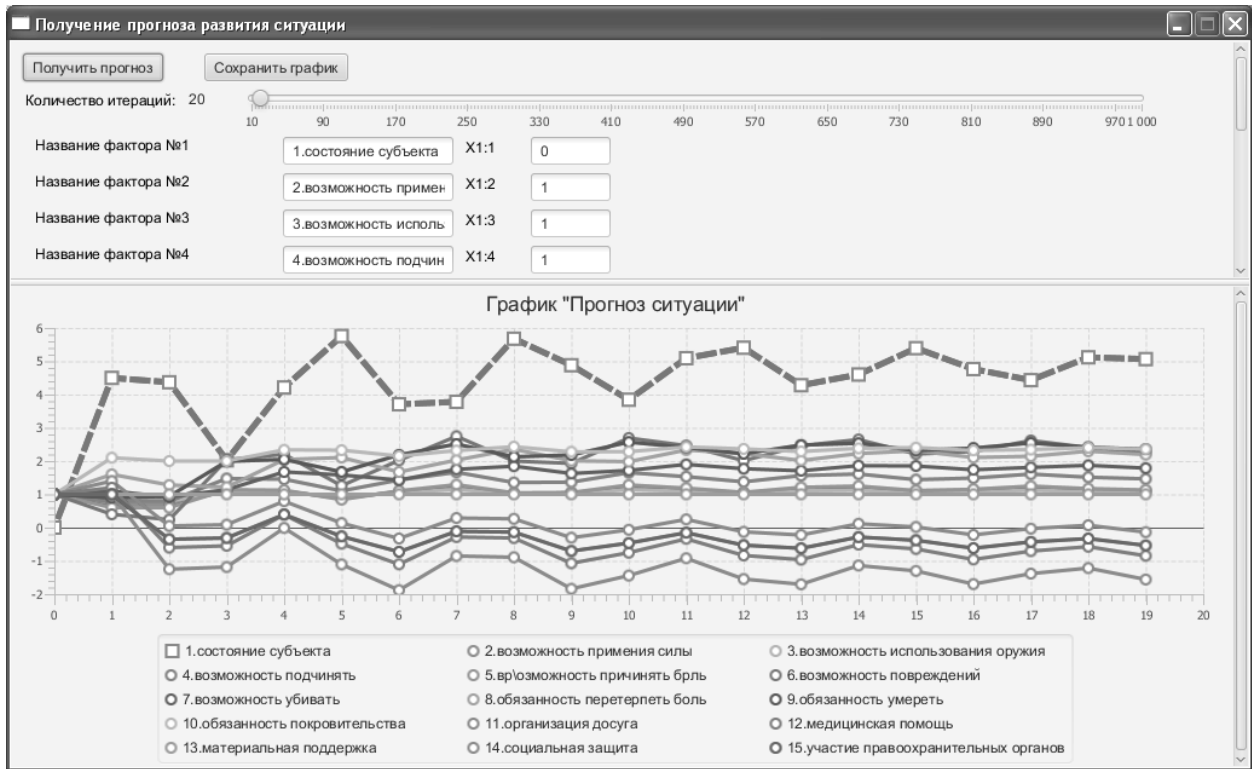 Получение прогноза развития ситуации
Получить прогноз Сохранить график
Количество итераций: 20
10 90 170 250 330 410 490 570 650 730 810 890 970 1 000
Название фактора №1 1.состояние субъекта X1:1 0
Название фактора №2 2.возможность примен X1:2 1
Название фактора №3 3.возможность исполь X1:3 1
Название фактора №4 4.возможность подчин X1:4 1
График "Прогноз ситуации"
6
5
4
3
2
1
0
-1
-2
0 1 2 3 4 5 6 7 8 9 10 11 12 13 14 15 16 17 18 19 20
1.состояние субъекта 2.возможность примения силы 3.возможность использования оружия
4.возможность подчинять 5.вр\озможность причинять брль 6.возможность повреждений
7.возможность убивать 8.обязанность перетерпеть боль 9.обязанность умереть
10.обязанность покровительства 11.организация досуга 12.медицинская помощь
13.материальная поддержка 14.социальная защита 15.участие правоохранительных органов